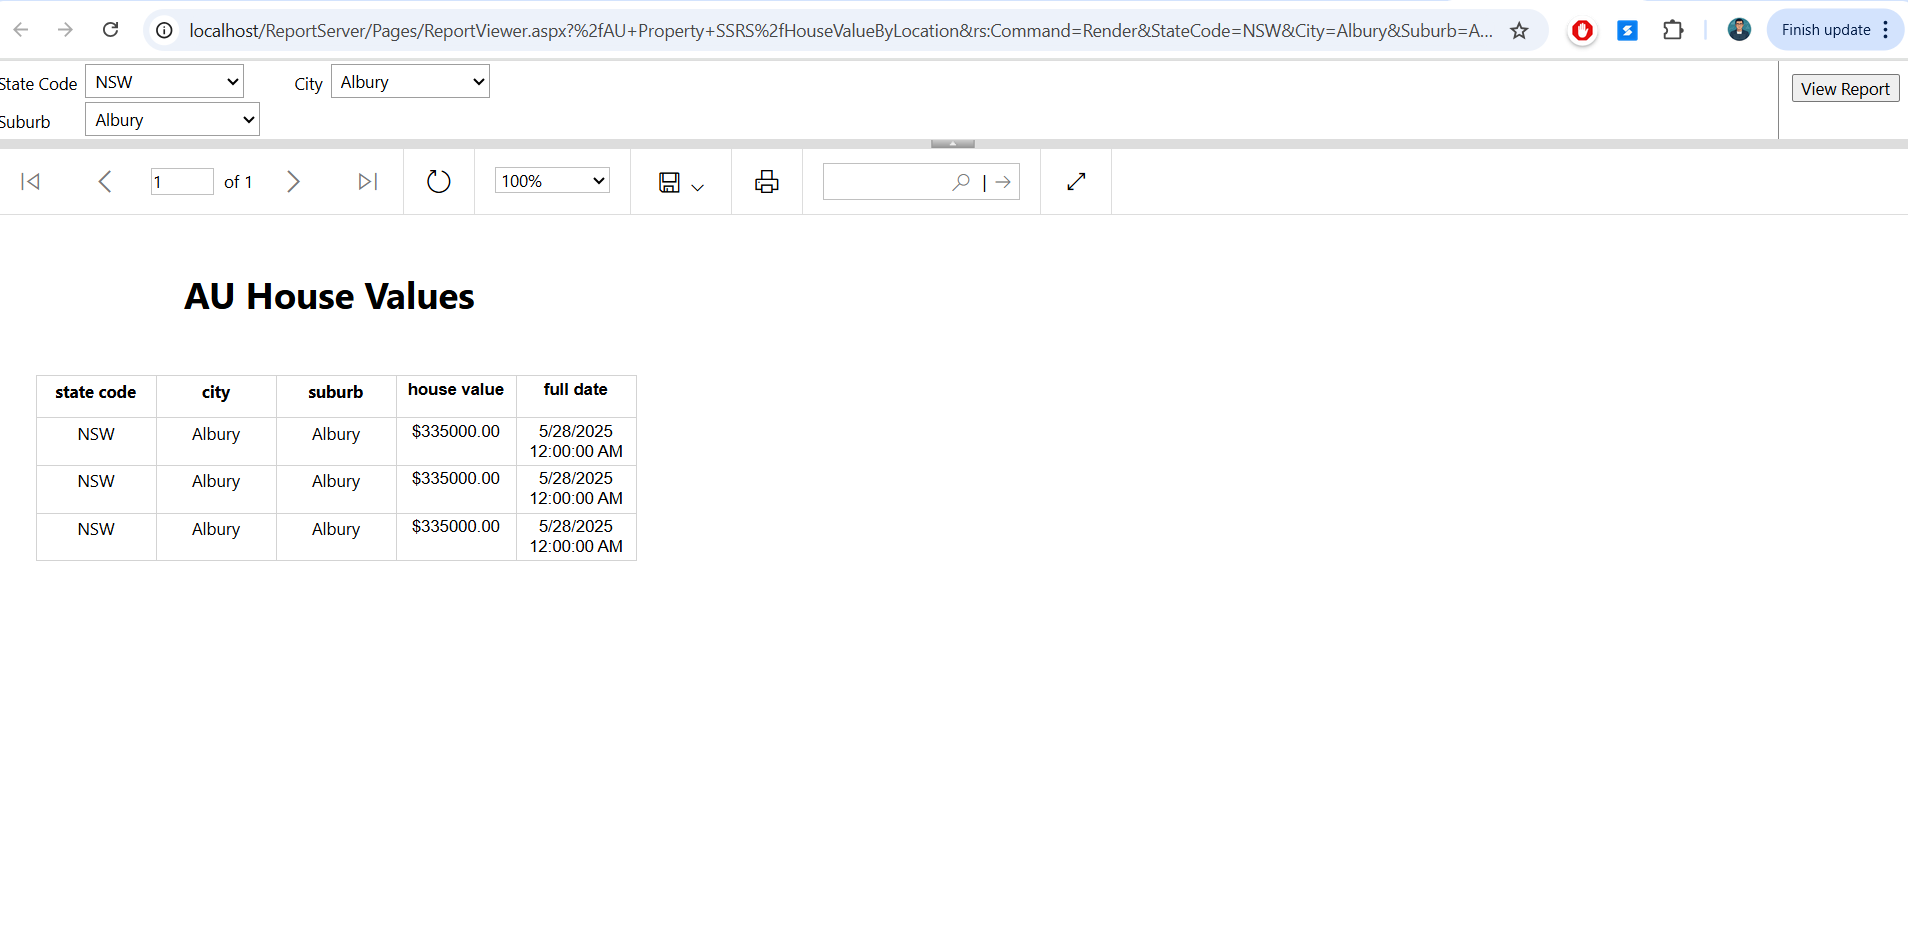 localhost/ReportServer/Pages/ReportViewer.aspx?%2fAU+Property+SSRS%2fHouseValueByLocation&rs:Command=Render&StateCode=NSW&City=Albury&Suburb=A...
Finish update
State Code NSW City Albury View Report
Suburb Albury
1 of 1 100% |
AU House Values
state code city suburb house value full date
NSW Albury Albury $335000.00 5/28/2025
12:00:00 AM
NSW Albury Albury $335000.00 5/28/2025
12:00:00 AM
NSW Albury Albury $335000.00 5/28/2025
12:00:00 AM